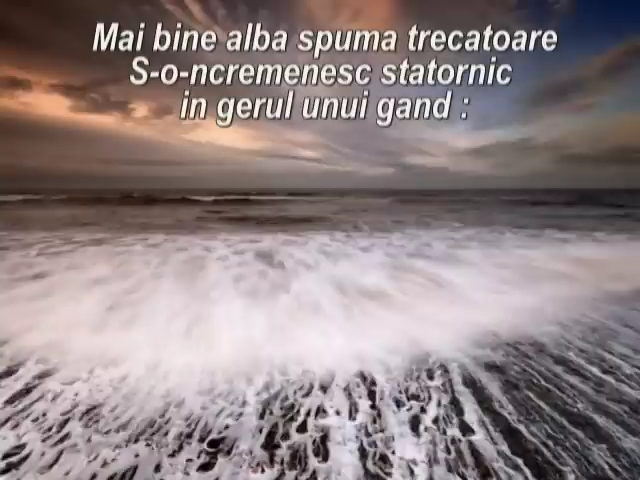 Mai bine alba spuma trecatoare
S-o-ncremenesc statornic
in gerul unui gand :